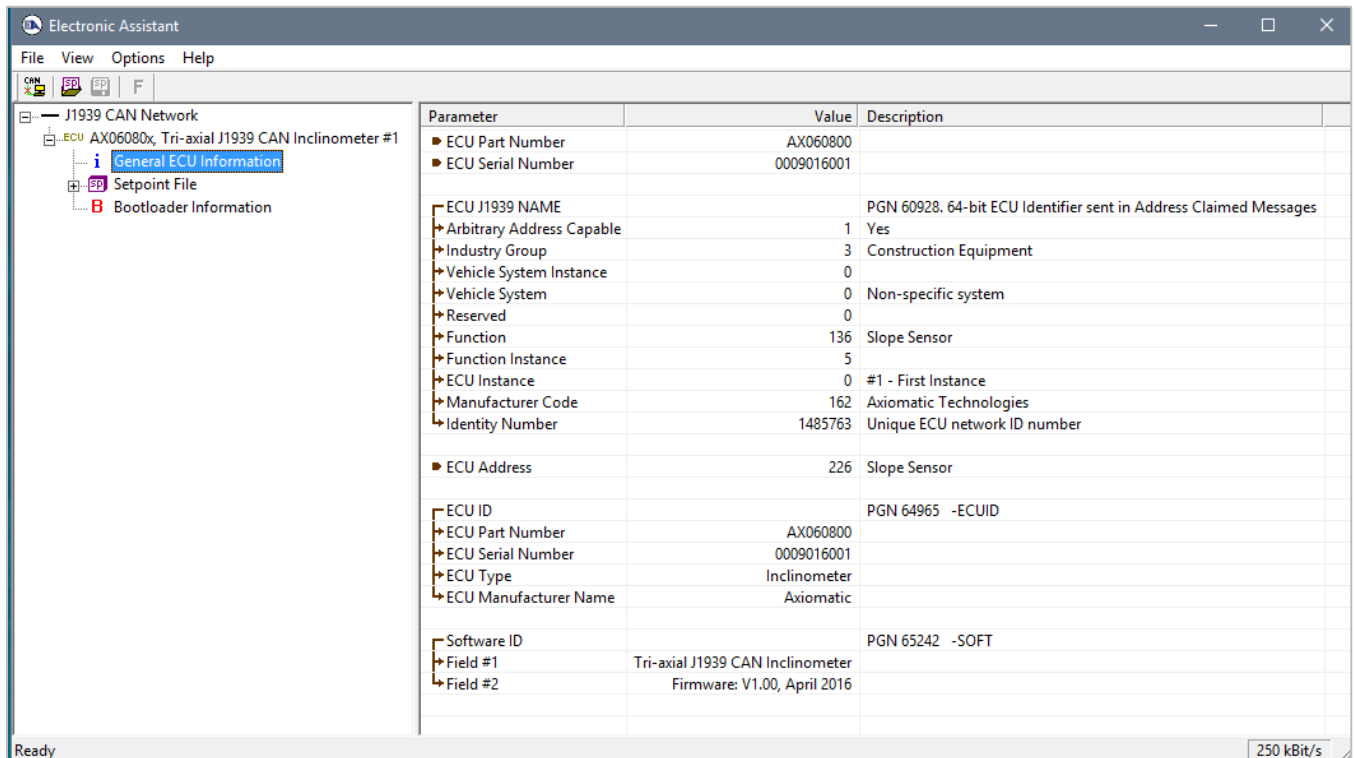 Electronic Assistant
File View Options Help
CAN SP SP F
J1939 CAN Network
ECU AX06080x, Tri-axial J1939 CAN Inclinometer #1
i General ECU Information
SP Setpoint File
B Bootloader Information
Parameter Value Description
ECU Part Number AX060800
ECU Serial Number 0009016001
ECU J1939 NAME PGN 60928. 64-bit ECU Identifier sent in Address Claimed Messages
Arbitrary Address Capable 1 Yes
Industry Group 3 Construction Equipment
Vehicle System Instance 0
Vehicle System 0 Non-specific system
Reserved 0
Function 136 Slope Sensor
Function Instance 5
ECU Instance 0 #1 - First Instance
Manufacturer Code 162 Axiomatic Technologies
Identity Number 1485763 Unique ECU network ID number
ECU Address 226 Slope Sensor
ECU ID PGN 64965 -ECUID
ECU Part Number AX060800
ECU Serial Number 0009016001
ECU Type Inclinometer
ECU Manufacturer Name Axiomatic
Software ID PGN 65242 -SOFT
Field #1 Tri-axial J1939 CAN Inclinometer
Field #2 Firmware: V1.00, April 2016
Ready 250 kBit/s